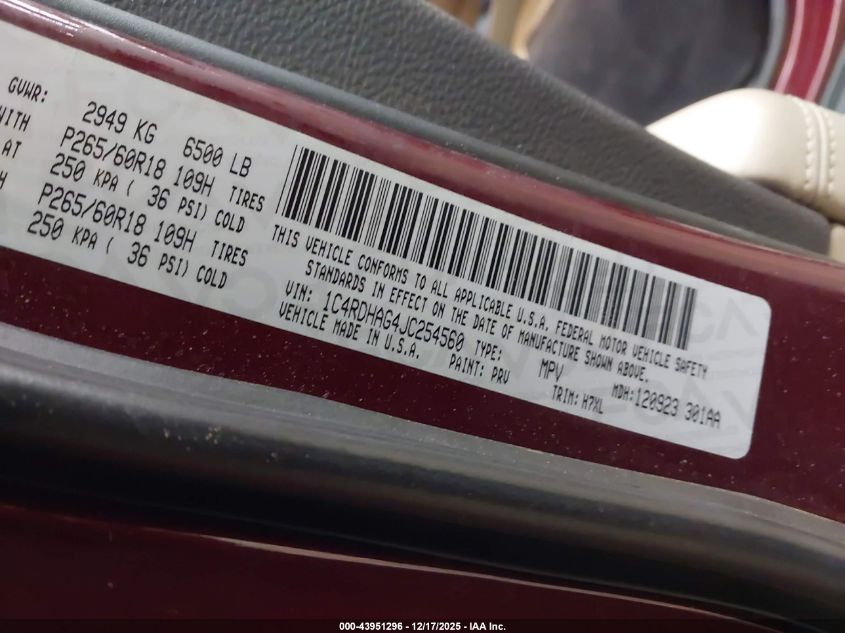 GVWR: 2949 KG 6500 LB
WITH P265/60R18 109H TIRES
AT 250 KPA ( 36 PSI) COLD
P265/60R18 109H TIRES
250 KPA ( 36 PSI) COLD
THIS VEHICLE CONFORMS TO ALL APPLICABLE U.S.A. FEDERAL MOTOR VEHICLE SAFETY
STANDARDS IN EFFECT ON THE DATE OF MANUFACTURE SHOWN ABOVE.
VIN: 1C4RDHAG4JC254560 TYPE: MPV MDH:120923 301AA
VEHICLE MADE IN U.S.A. PAINT: PRV TRIM: H7XL
000-43951296 - 12/17/2025 - IAA Inc.